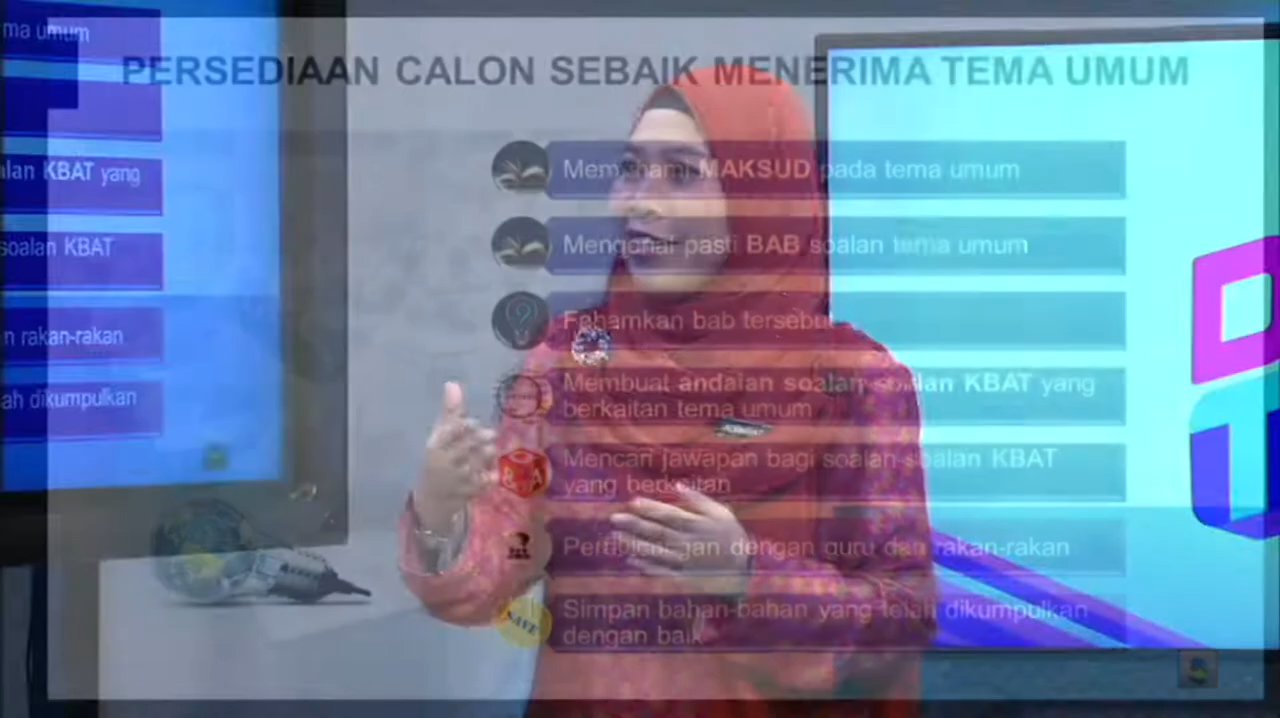 PERSEDIAAN CALON SEBAIK MENERIMA TEMA UMUM
Memahami MAKSUD pada tema umum
Mengenal pasti BAB soalan tema umum
Fahamkan bab tersebut
Membuat andaian soalan-soalan KBAT yang
berkaitan tema umum
Mencari jawapan bagi soalan-soalan KBAT
yang berkaitan
Perbincangan dengan guru dan rakan-rakan
Simpan bahan-bahan yang telah dikumpulkan
dengan baik
Q&A
SAVE
ma umum
alan KBAT yang
soalan KBAT
n rakan-rakan
ah dikumpulkan